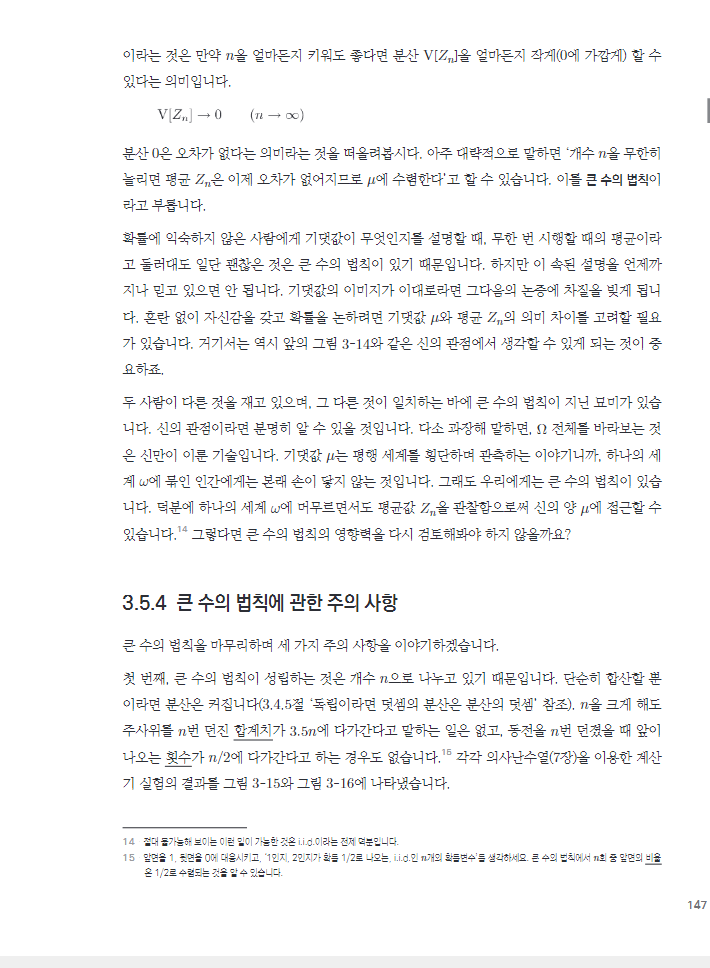 이라는 것은 만약 n을 얼마든지 키워도 좋다면 분산 V[Zₙ]을 얼마든지 작게(0에 가깝게) 할 수
있다는 의미입니다.
V[Zₙ] → 0 (n → ∞)
분산 0은 오차가 없다는 의미라는 것을 떠올려봅시다. 아주 대략적으로 말하면 '개수 n을 무한히
늘리면 평균 Zₙ은 이제 오차가 없어지므로 μ에 수렴한다'고 할 수 있습니다. 이를 큰 수의 법칙이
라고 부릅니다.
확률에 익숙하지 않은 사람에게 기댓값이 무엇인지를 설명할 때, 무한 번 시행할 때의 평균이라
고 둘러대도 일단 괜찮은 것은 큰 수의 법칙이 있기 때문입니다. 하지만 이 속된 설명을 언제까
지나 믿고 있으면 안 됩니다. 기댓값의 이미지가 이대로라면 그다음의 논증에 차질을 빚게 됩니
다. 혼란 없이 자신감을 갖고 확률을 논하려면 기댓값 μ와 평균 Zₙ의 의미 차이를 고려할 필요
가 있습니다. 거기서는 역시 앞의 그림 3-14와 같은 신의 관점에서 생각할 수 있게 되는 것이 중
요하죠.
두 사람이 다른 것을 재고 있으며, 그 다른 것이 일치하는 바에 큰 수의 법칙이 지닌 묘미가 있습
니다. 신의 관점이라면 분명히 알 수 있을 것입니다. 다소 과장해 말하면, Ω 전체를 바라보는 것
은 신만이 이룬 기술입니다. 기댓값 μ는 평행 세계를 횡단하며 관측하는 이야기니까, 하나의 세
계 ω에 묶인 인간에게는 본래 손이 닿지 않는 것입니다. 그래도 우리에게는 큰 수의 법칙이 있습
니다. 덕분에 하나의 세계 ω에 머무르면서도 평균값 Zₙ을 관찰함으로써 신의 양 μ에 접근할 수
있습니다.14 그렇다면 큰 수의 법칙의 영향력을 다시 검토해봐야 하지 않을까요?
3.5.4 큰 수의 법칙에 관한 주의 사항
큰 수의 법칙을 마무리하며 세 가지 주의 사항을 이야기하겠습니다.
첫 번째, 큰 수의 법칙이 성립하는 것은 개수 n으로 나누고 있기 때문입니다. 단순히 합산할 뿐
이라면 분산은 커집니다(3.4.5절 '독립이라면 덧셈의 분산은 분산의 덧셈' 참조). n을 크게 해도
주사위를 n번 던진 합계치가 3.5n에 다가간다고 말하는 일은 없고, 동전을 n번 던졌을 때 앞이
나오는 횟수가 n/2에 다가간다고 하는 경우도 없습니다.15 각각 의사난수열(7장)을 이용한 계산
기 실험의 결과를 그림 3-15와 그림 3-16에 나타냈습니다.
14 절대 불가능해 보이는 이런 일이 가능한 것은 i.i.d.이라는 전제 덕분입니다.
15 앞면을 1, 뒷면을 0에 대응시키고, '1인지, 2인지가 확률 1/2로 나오는, i.i.d.인 n개의 확률변수'를 생각하세요. 큰 수의 법칙에서 n회 중 앞면의 비율
은 1/2로 수렴되는 것을 알 수 있습니다.
147